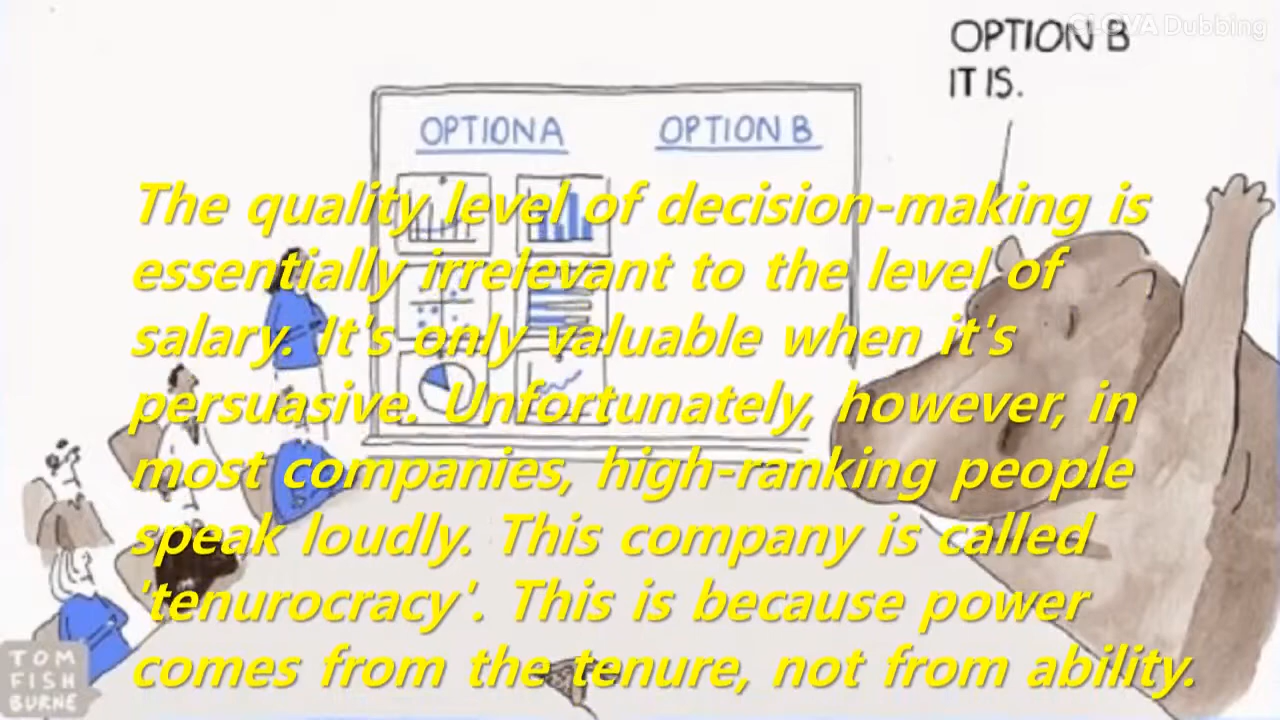 CLOVA Dubbing
OPTION B
IT IS.
OPTION A
OPTION B
The quality level of decision-making is
essentially irrelevant to the level of
salary. It's only valuable when it's
persuasive. Unfortunately, however, in
most companies, high-ranking people
speak loudly. This company is called
'tenurocracy'. This is because power
comes from the tenure, not from ability.
TOM
FISH
BURNE